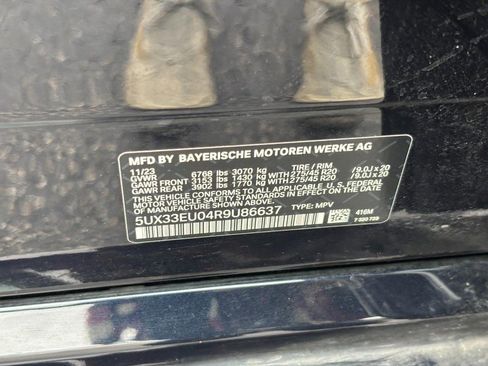 MFD BY BAYERISCHE MOTOREN WERKE AG
11/23 6768 lbs 3070 kg TIRE / RIM
GVWR
GAWR FRONT 3153 lbs 1430 kg WITH 275/45 R20 /9.0J x 20
GAWR REAR 3902 lbs 1770 kg WITH 275/45 R20 /9.0J x 20
THIS VEHICLE CONFORMS TO ALL APPLICABLE U.S. FEDERAL
MOTOR VEHICLE SAFETY STANDARDS IN EFFECT
ON THE DATE OF MANUFACTURE SHOWN ABOVE.
5UX33EU04R9U86637 TYPE: MPV
416M